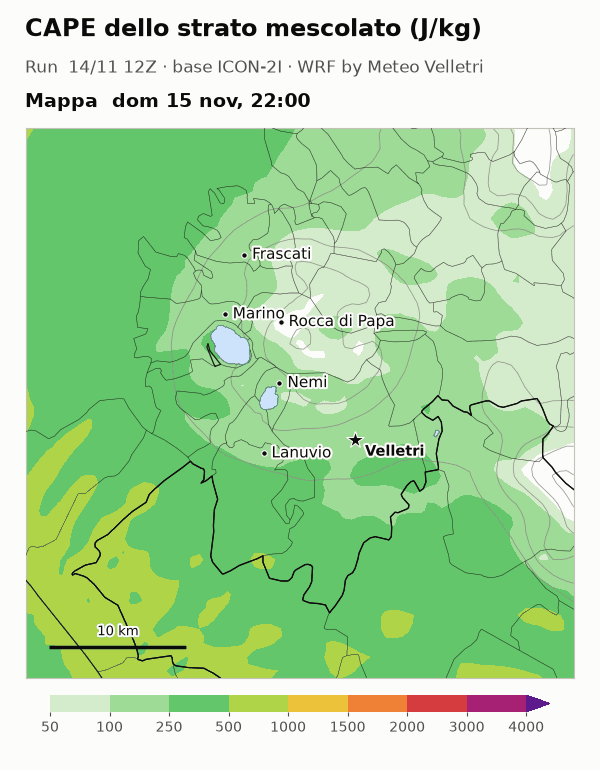 CAPE dello strato mescolato (J/kg)
Run  14/11 12Z · base ICON-2I · WRF by Meteo Velletri
Mappa  dom 15 nov, 22:00
Frascati
Marino
Rocca di Papa
Nemi
Velletri
Lanuvio
10 km
50 100 250 500 1000 1500 2000 3000 4000